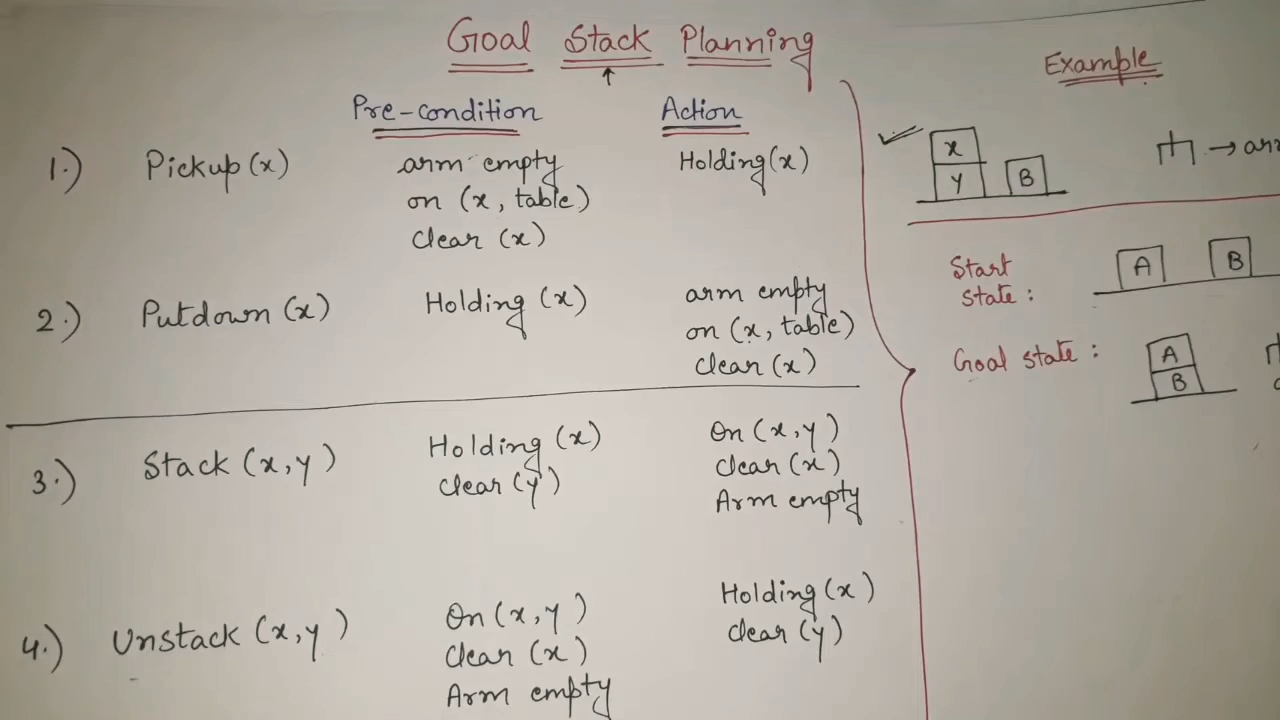 Goal Stack Planning
Pre-condition Action
1.) Pickup (x) arm empty Holding (x)
on (x, table)
clear (x)
2.) Putdown (x) Holding (x) arm empty
on (x, table)
clear (x)
3.) Stack (x,y) Holding (x) On (x,y)
clear (y) clear (x)
Arm empty
4.) Unstack (x,y) On (x,y) Holding (x)
clear (x) clear (y)
Arm empty
Example
x
y B
Start A B
state :
Goal state : A
B